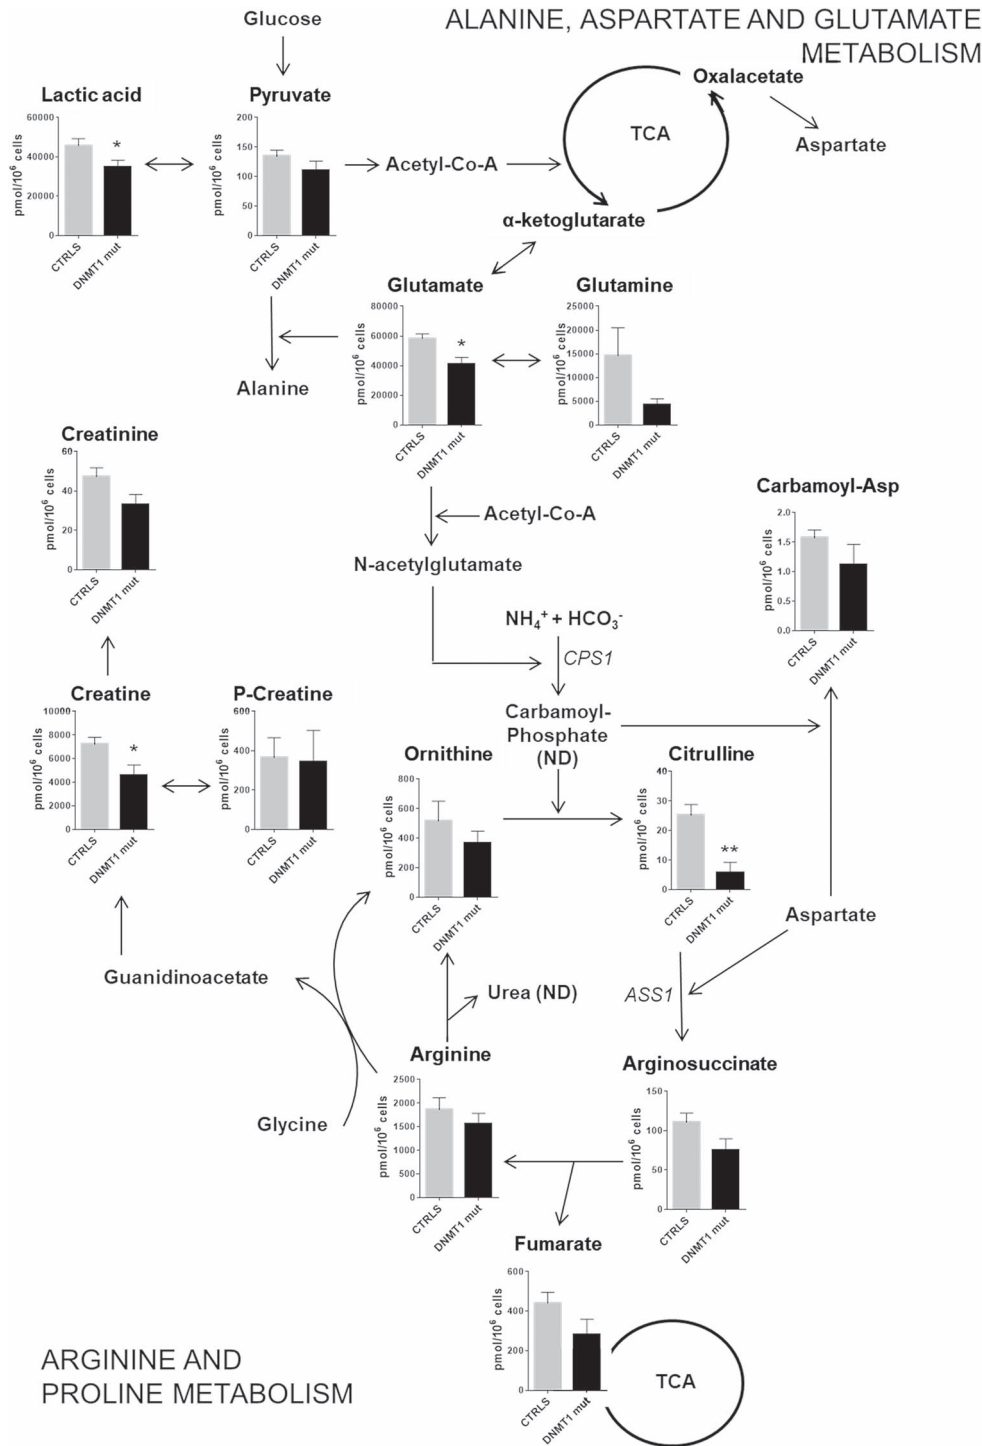 Glucose
ALANINE, ASPARTATE AND GLUTAMATE
METABOLISM
Oxalacetate
Lactic acid
Pyruvate
TCA
Aspartate
60000
40000
20000
0
pmol/10⁶ cells
*
CTRLS
DNMT1 mut
200
150
100
50
0
pmol/10⁶ cells
CTRLS
DNMT1 mut
Acetyl-Co-A
α-ketoglutarate
Glutamate
80000
60000
40000
20000
0
pmol/10⁶ cells
*
CTRLS
DNMT1 mut
Glutamine
25000
20000
15000
10000
5000
0
pmol/10⁶ cells
CTRLS
DNMT1 mut
Alanine
Creatinine
60
40
20
0
pmol/10⁶ cells
CTRLS
DNMT1 mut
Acetyl-Co-A
N-acetylglutamate
Carbamoyl-Asp
2.0
1.5
1.0
0.5
0.0
pmol/10⁶ cells
CTRLS
DNMT1 mut
NH₄⁺ + HCO₃⁻
CPS1
Carbamoyl-
Phosphate
(ND)
Creatine
10000
8000
6000
4000
2000
0
pmol/10⁶ cells
*
CTRLS
DNMT1 mut
P-Creatine
600
400
200
0
pmol/10⁶ cells
CTRLS
DNMT1 mut
Ornithine
800
600
400
200
0
pmol/10⁶ cells
CTRLS
DNMT1 mut
Citrulline
40
30
20
10
0
pmol/10⁶ cells
**
CTRLS
DNMT1 mut
Aspartate
Guanidinoacetate
Urea (ND)
ASS1
Arginine
2500
2000
1500
1000
500
0
pmol/10⁶ cells
CTRLS
DNMT1 mut
Arginosuccinate
150
100
50
0
pmol/10⁶ cells
CTRLS
DNMT1 mut
Glycine
Fumarate
600
400
200
0
pmol/10⁶ cells
CTRLS
DNMT1 mut
TCA
ARGININE AND
PROLINE METABOLISM